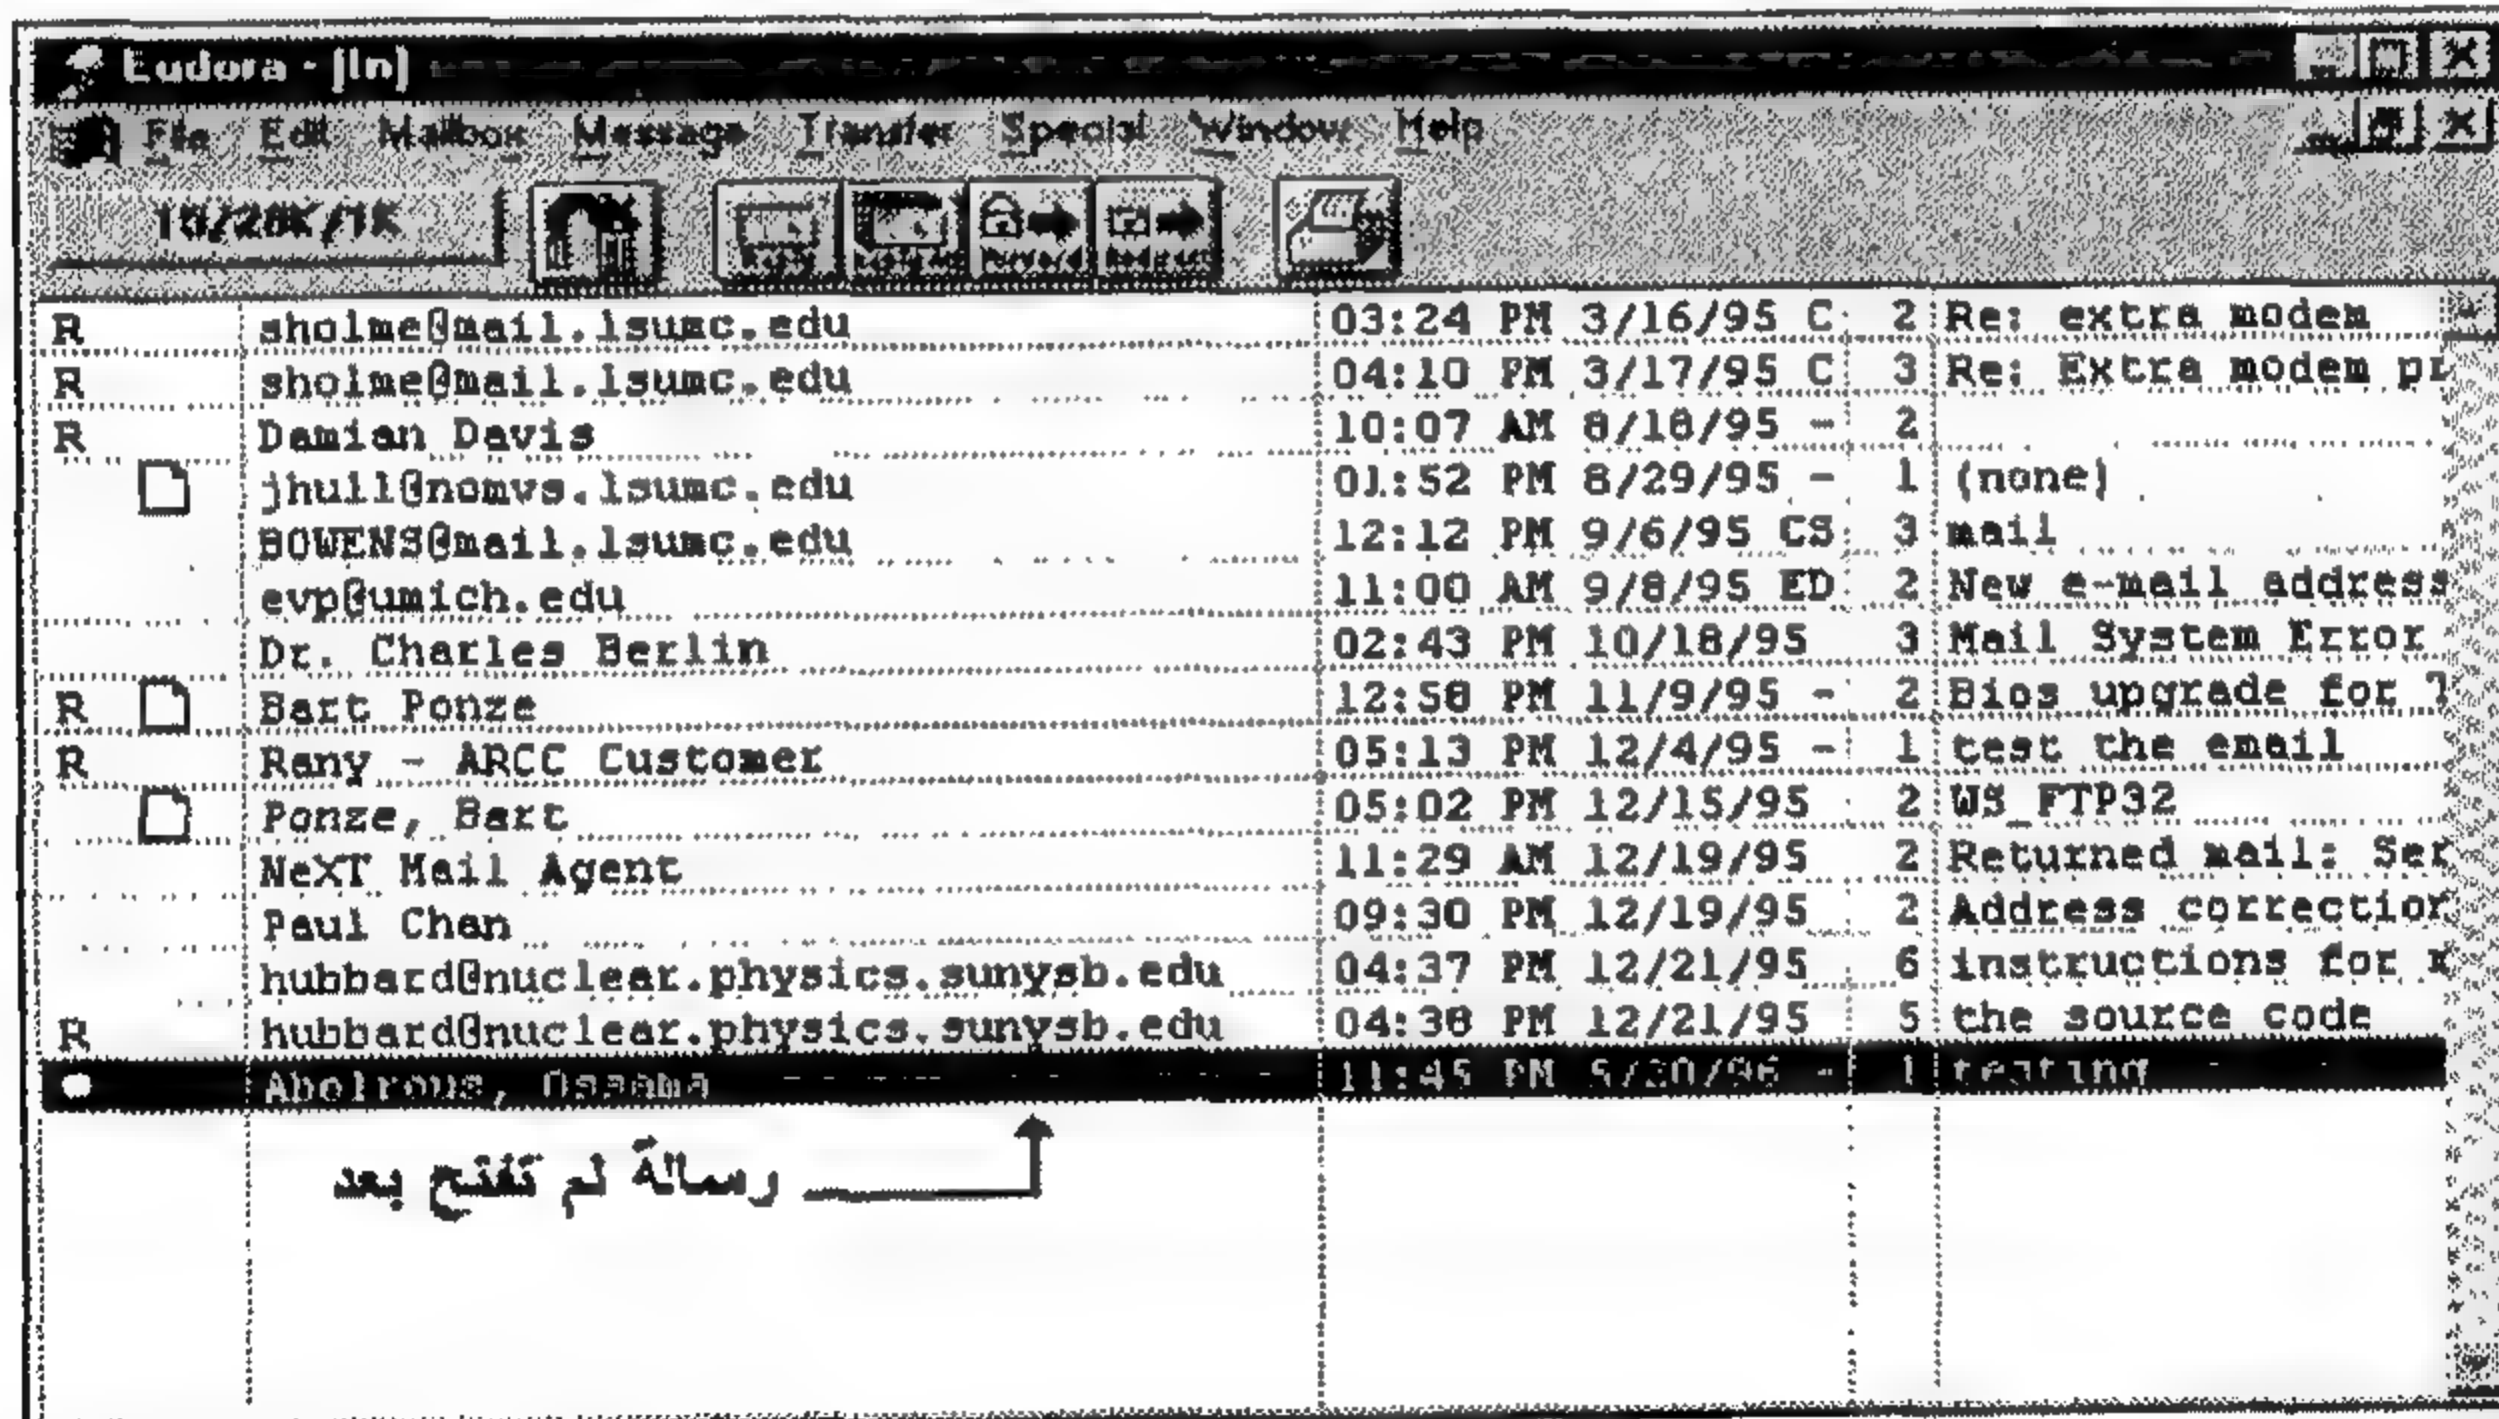 Eudora - [In]
File Edit Mailbox Message Transfer Special Window Help
R sholme@mail.lsumc.edu 03:24 PM 3/16/95 C 2 Re: extra modem
R sholme@mail.lsumc.edu 04:10 PM 3/17/95 C 3 Re: Extra modem pr
R Damian Davis 10:07 AM 8/18/95 - 2
jhull@nomvs.lsumc.edu 01:52 PM 8/29/95 - 1 (none)
BOWENS@mail.lsumc.edu 12:12 PM 9/6/95 CS 3 mail
evp@umich.edu 11:00 AM 9/8/95 ED 2 New e-mail address
Dr. Charles Berlin 02:43 PM 10/18/95 3 Mail System Error
R Bart Ponze 12:58 PM 11/9/95 - 2 Bios upgrade for
R Rany - ARCC Customer 05:13 PM 12/4/95 - 1 test the email
Ponze, Bart 05:02 PM 12/15/95 2 WS_FTP32
NeXT Mail Agent 11:29 AM 12/19/95 2 Returned mail: Ser
Paul Chan 09:30 PM 12/19/95 2 Address correction
hubbard@nuclear.physics.sunysb.edu 04:37 PM 12/21/95 6 instructions for
R hubbard@nuclear.physics.sunysb.edu 04:38 PM 12/21/95 5 the source code
Abolrous, Ossama 11:45 PM 5/20/96 - 1 testing
رسالة لم تفتح بعد